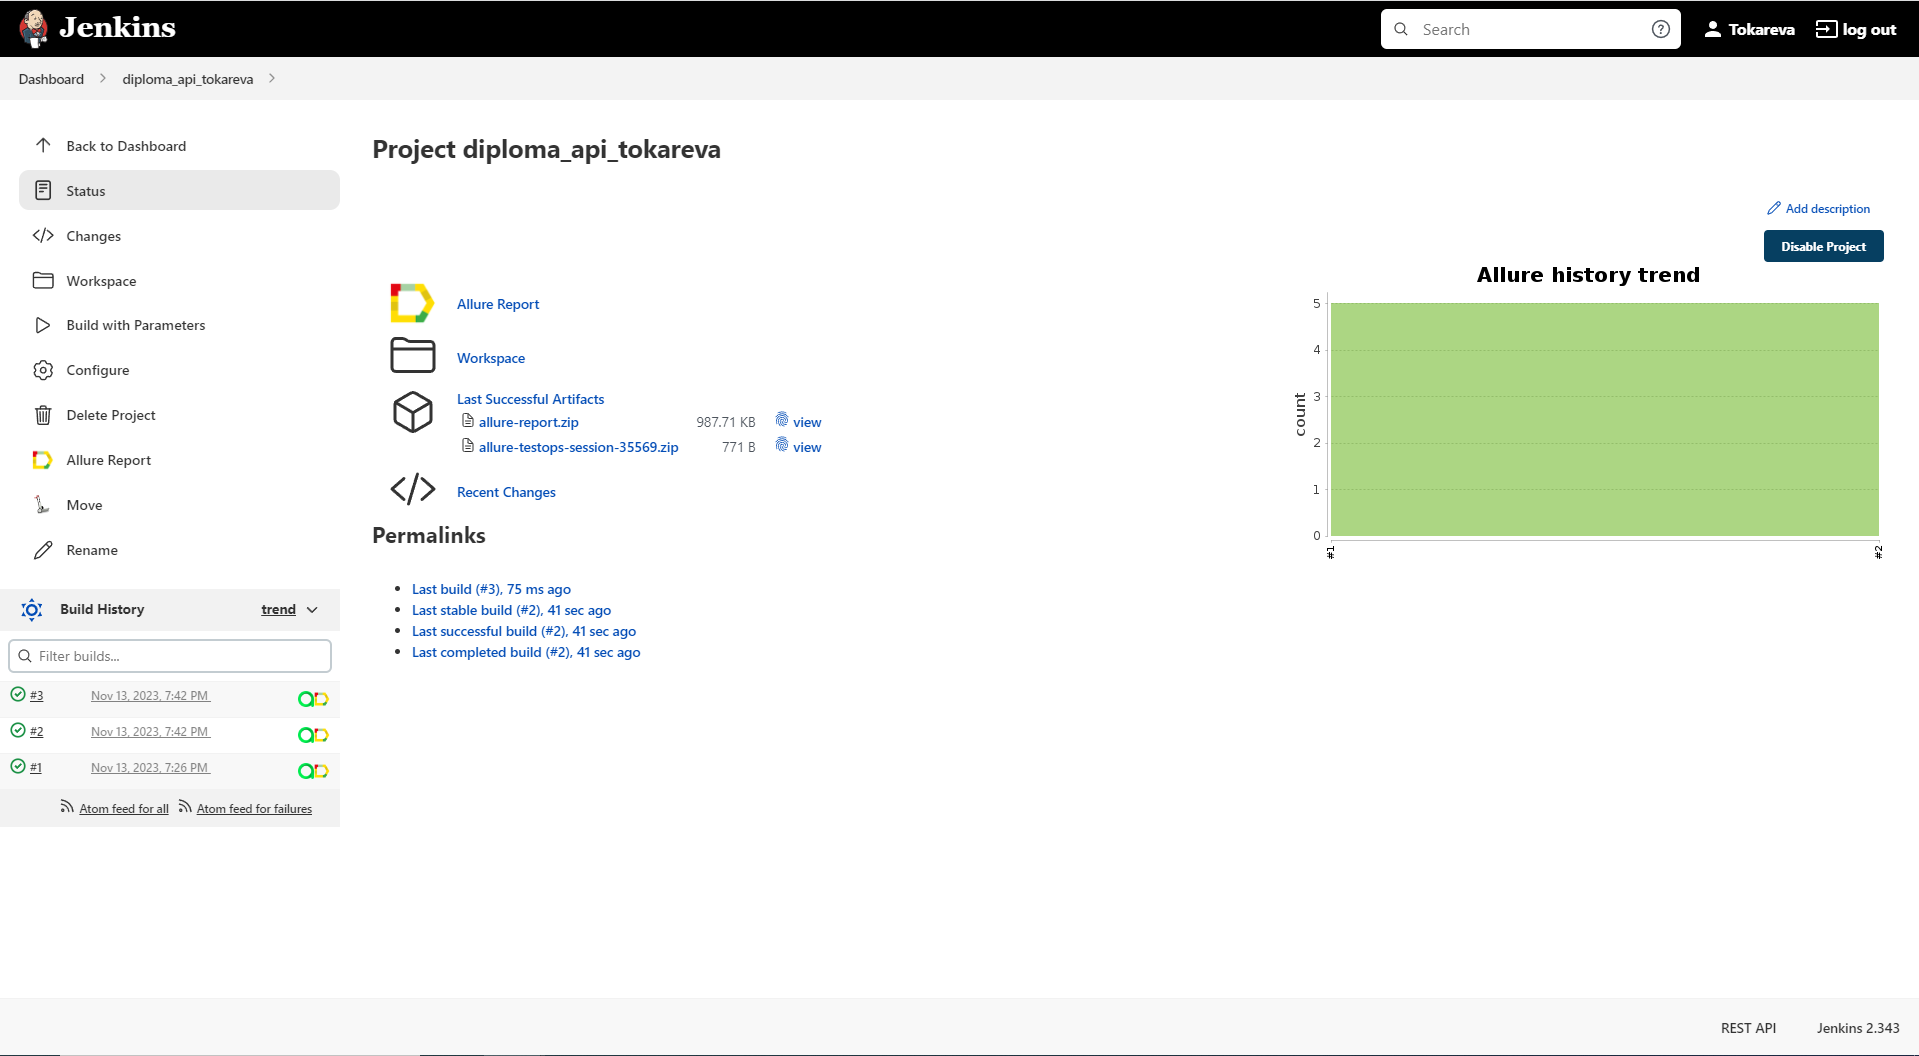 Jenkins
Search
Tokareva
log out
Dashboard
diploma_api_tokareva
Back to Dashboard
Status
Changes
Workspace
Build with Parameters
Configure
Delete Project
Allure Report
Move
Rename
Build History
trend
Filter builds...
#3 Nov 13, 2023, 7:42 PM
#2 Nov 13, 2023, 7:42 PM
#1 Nov 13, 2023, 7:26 PM
Atom feed for all Atom feed for failures
Project diploma_api_tokareva
Add description
Disable Project
Allure Report
Workspace
Last Successful Artifacts
allure-report.zip 987.71 KB view
allure-testops-session-35569.zip 771 B view
Recent Changes
Permalinks
Last build (#3), 75 ms ago
Last stable build (#2), 41 sec ago
Last successful build (#2), 41 sec ago
Last completed build (#2), 41 sec ago
Allure history trend
count
5
4
3
2
1
0
#1 #2
REST API Jenkins 2.343